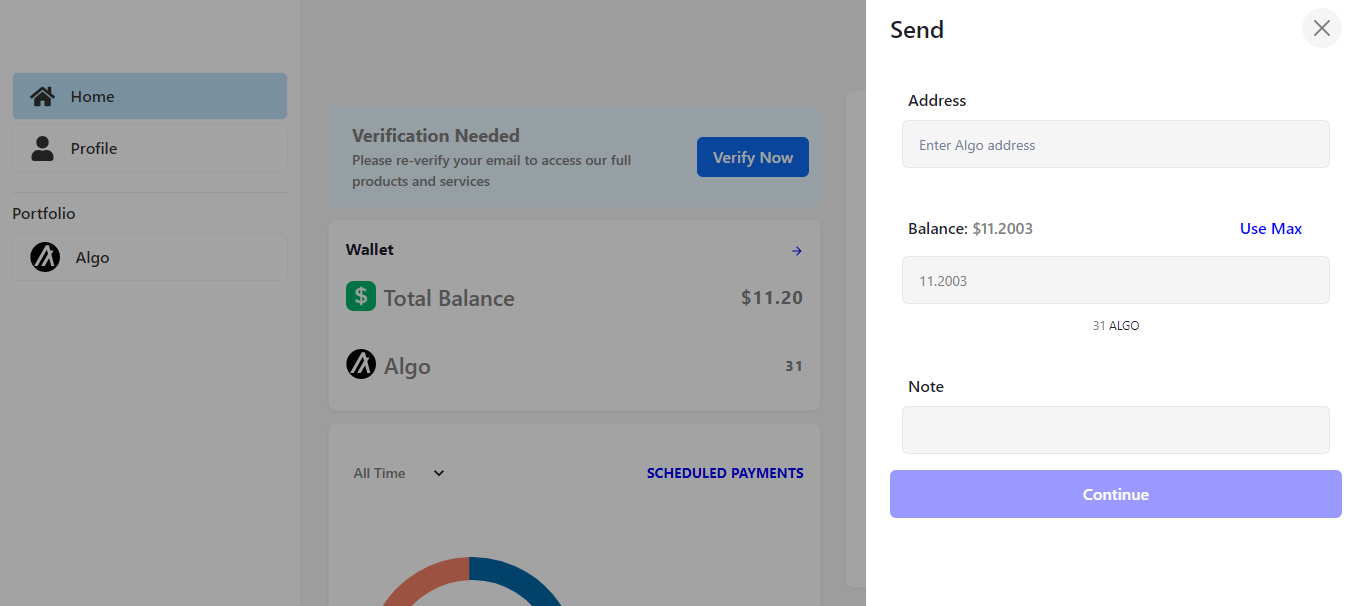 Home
Profile
Portfolio
Algo
Verification Needed
Please re-verify your email to access our full
products and services
Verify Now
Wallet
Total Balance
$11.20
Algo
31
All Time
SCHEDULED PAYMENTS
Send
Address
Enter Algo address
Balance: $11.2003
Use Max
11.2003
31 ALGO
Note
Continue